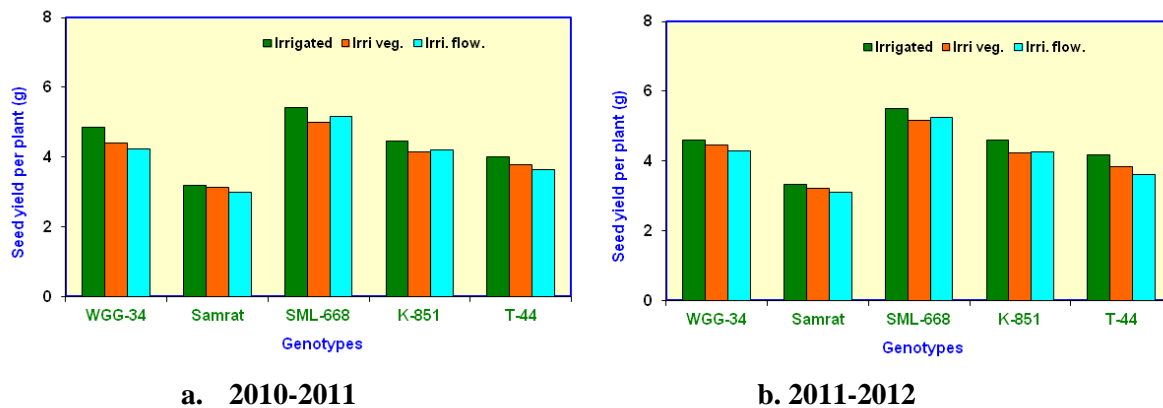 8
6
4
2
0
Seed yield per plant (g)
Irrigated Irri veg. Irri. flow.
WGG-34 Samrat SML-668 K-851 T-44
Genotypes
a. 2010-2011
8
6
4
2
0
Seed yield per plant (g)
Irrigated Irri veg. Irri. flow.
WGG-34 Samrat SML-668 K-851 T-44
Genotypes
b. 2011-2012